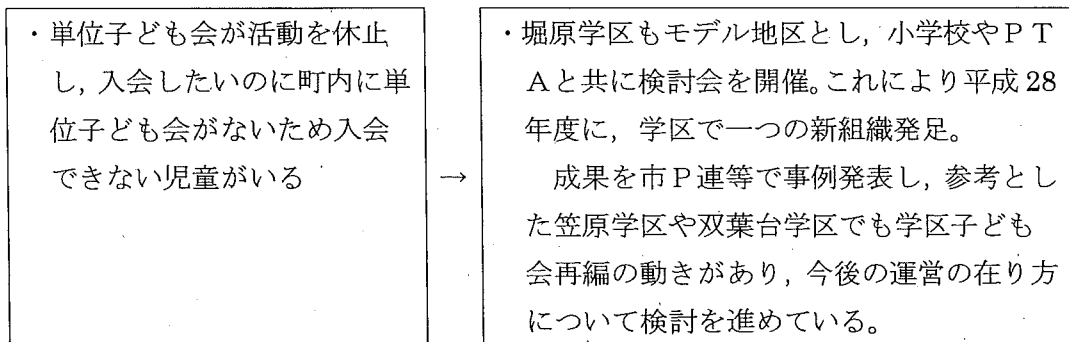 ・単位子ども会が活動を休止
し，入会したいのに町内に単
位子ども会がないため入会
できない児童がいる
→
・堀原学区もモデル地区とし，小学校やＰＴ
Ａと共に検討会を開催。これにより平成 28
年度に，学区で一つの新組織発足。
成果を市Ｐ連等で事例発表し，参考とし
た笠原学区や双葉台学区でも学区子ども
会再編の動きがあり，今後の運営の在り方
について検討を進めている。